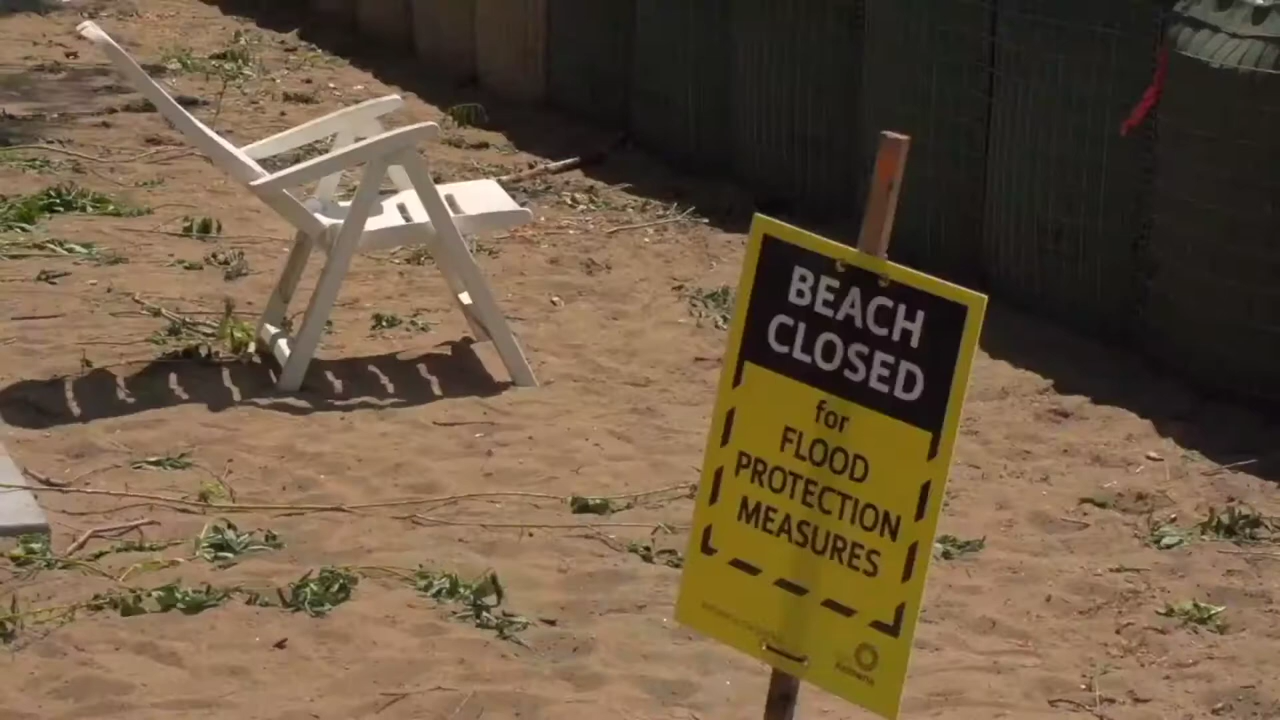 BEACH
CLOSED
for
FLOOD
PROTECTION
MEASURES